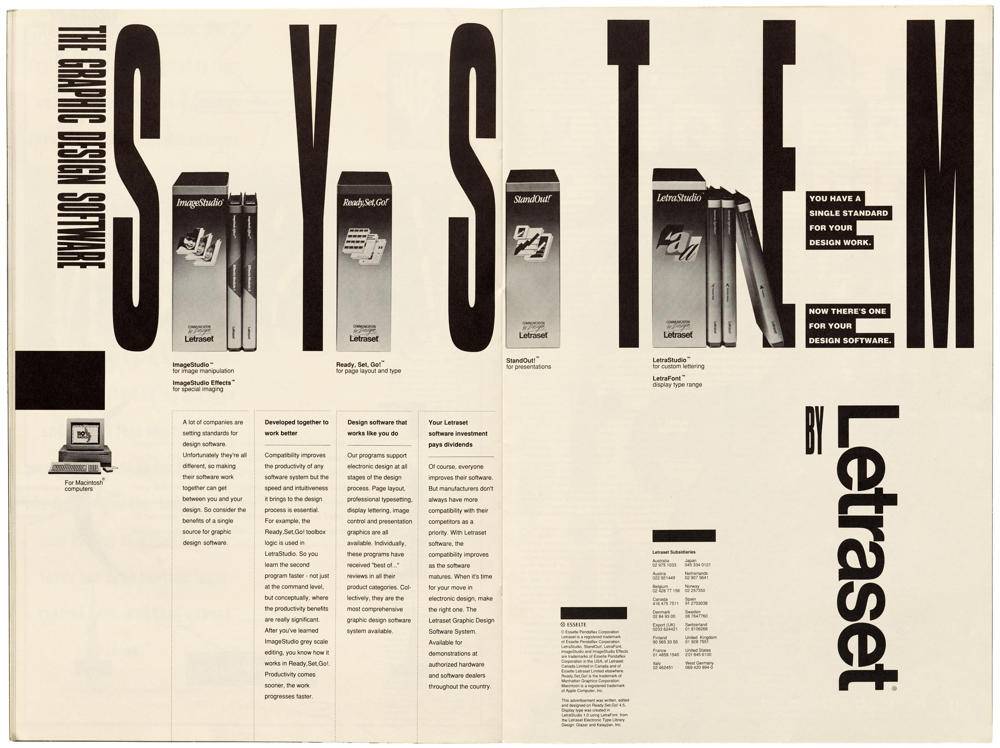 THE GRAPHIC DESIGN SOFTWARE
SYSTEM
ImageStudio™
Effects Module 1
Letraset
Effects Module 2
Letraset
COMMUNICATION
by Design
Letraset
Ready,Set,Go!™
COMMUNICATION
by Design
Letraset
StandOut!™
COMMUNICATION
by Design
Letraset
LetraStudio™
COMMUNICATION
by Design
Letraset
Electronic Type Library
Letraset
Electronic Type Library
Letraset
Electronic Type Library
Letraset
YOU HAVE A
SINGLE STANDARD
FOR YOUR
DESIGN WORK.
NOW THERE'S ONE
FOR YOUR
DESIGN SOFTWARE.
ImageStudio™
for image manipulation
ImageStudio Effects™
for special imaging
Ready, Set, Go!™
for page layout and type
StandOut!™
for presentations
LetraStudio™
for custom lettering
LetraFont™
display type range
110
RADIO
For Macintosh®
computers
A lot of companies are
setting standards for
design software.
Unfortunately they're all
different, so making
their software work
together can get
between you and your
design. So consider the
benefits of a single
source for graphic
design software.
Developed together to
work better
Compatibility improves
the productivity of any
software system but the
speed and intuitiveness
it brings to the design
process is essential.
For example, the
Ready,Set,Go! toolbox
logic is used in
LetraStudio. So you
learn the second
program faster - not just
at the command level,
but conceptually, where
the productivity benefits
are really significant.
After you've learned
ImageStudio grey scale
editing, you know how it
works in Ready,Set,Go!.
Productivity comes
sooner, the work
progresses faster.
Design software that
works like you do
Our programs support
electronic design at all
stages of the design
process. Page layout,
professional typesetting,
display lettering, image
control and presentation
graphics are all
available. Individually,
these programs have
received "best of..."
reviews in all their
product categories. Col-
lectively, they are the
most comprehensive
graphic design software
system available.
Your Letraset
software investment
pays dividends
Of course, everyone
improves their software.
But manufacturers don't
always have more
compatibility with their
competitors as a
priority. With Letraset
software, the
compatibility improves
as the software
matures. When it's time
for your move in
electronic design, make
the right one. The
Letraset Graphic Design
Software System.
Available for
demonstrations at
authorized hardware
and software dealers
throughout the country.
ESSELTE
© Esselte Pendaflex Corporation
Letraset is a registered trademark
of Esselte Pendaflex Corporation.
LetraStudio, StandOut!, LetraFont,
ImageStudio and ImageStudio Effects
are trademarks of Esselte Pendaflex
Corporation in the USA, of Letraset
Canada Limited in Canada and of
Esselte Letraset Limited elsewhere.
Ready,Set,Go! is the trademark of
Manhattan Graphics Corporation.
Macintosh is a registered trademark
of Apple Computer, Inc.
This advertisement was written, edited
and designed on Ready,Set,Go! 4.5,
Display type was created in
LetraStudio 1.0 using LetraFont from
the Letraset Electronic Type Library.
Design: Glazer and Kalayjian, Inc.
Letraset Subsidiaries
Australia
02 975 1033
Austria
022 921449
Belgium
02 428 77 156
Canada
416 475 7511
Denmark
02 84 93 00
Export (UK)
0233 624421
Finland
90 565 33 55
France
01 4859 1540
Italy
02 462451
Japan
045 334 0121
Netherlands
02 907 5641
Norway
02 257350
Spain
91 2703038
Sweden
08 7647760
Switzerland
01 8106266
United Kingdom
01 928 7551
United States
201 845 6100
West Germany
069 420 994-0
BY
Letraset®